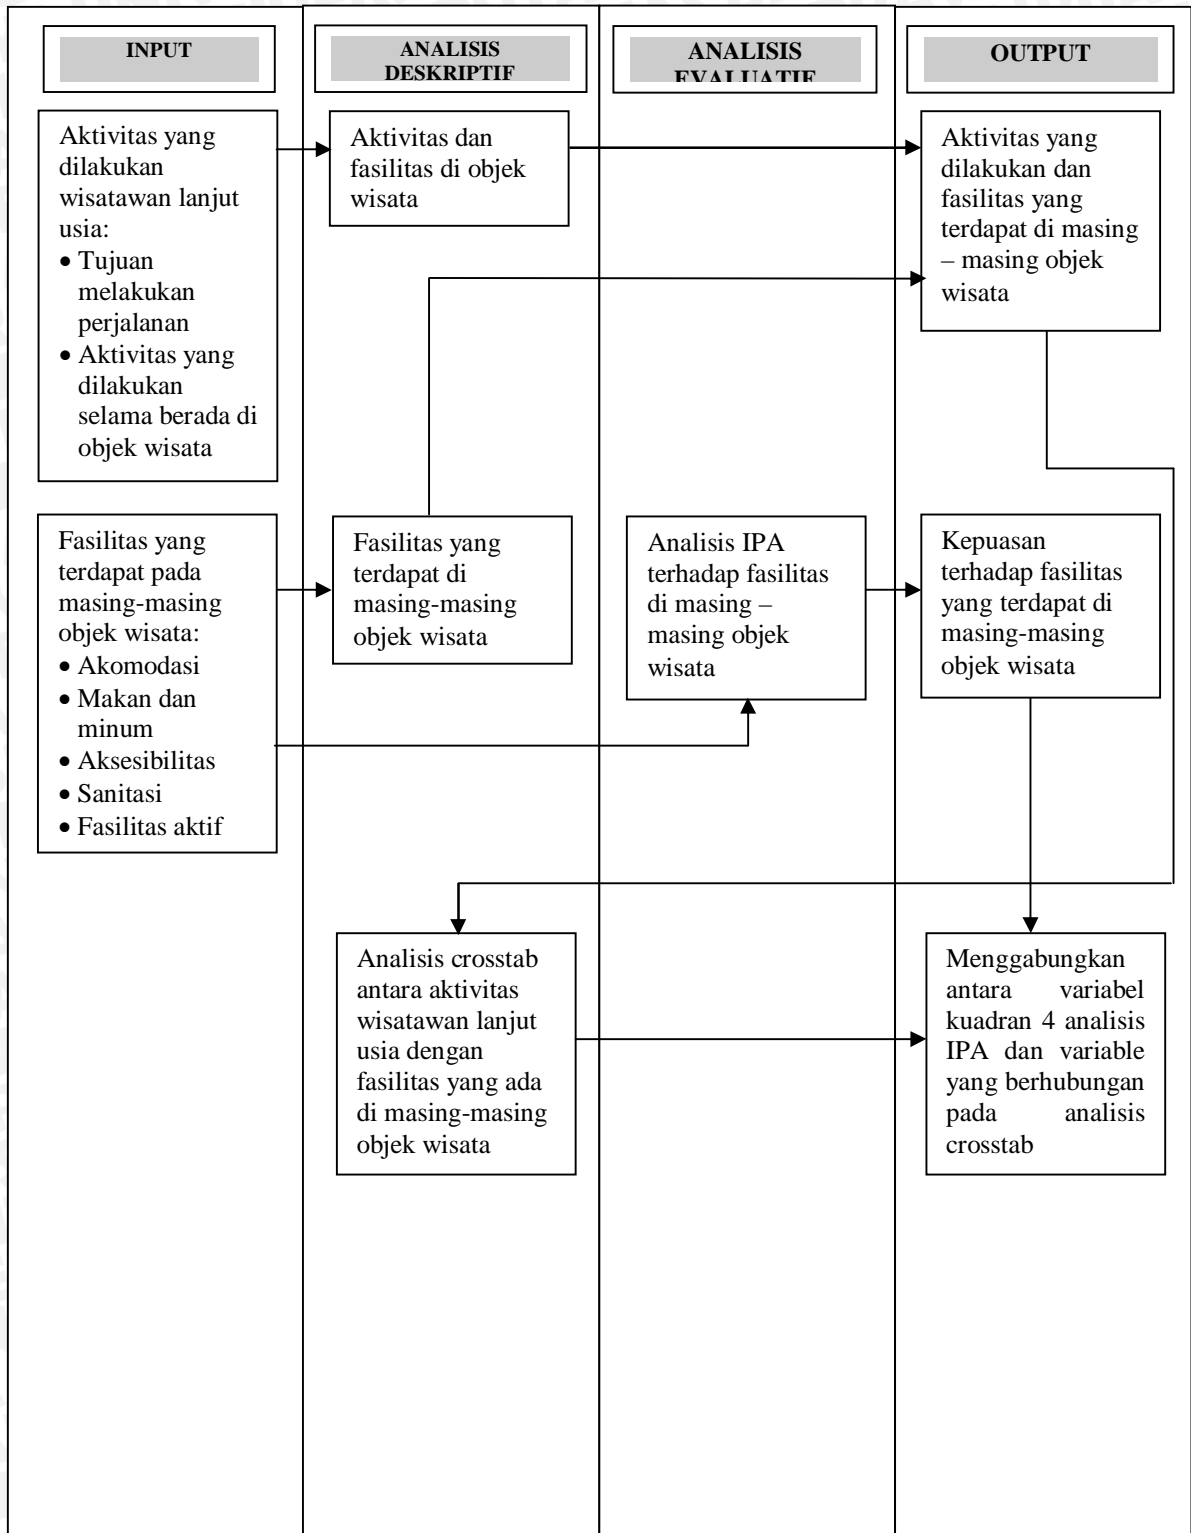 INPUT
ANALISIS
DESKRIPTIF
ANALISIS
EVALUATIF
OUTPUT
Aktivitas yang
dilakukan
wisatawan lanjut
usia:
• Tujuan
melakukan
perjalanan
• Aktivitas yang
dilakukan
selama berada di
objek wisata
Aktivitas dan
fasilitas di objek
wisata
Aktivitas yang
dilakukan dan
fasilitas yang
terdapat di masing
– masing objek
wisata
Fasilitas yang
terdapat pada
masing-masing
objek wisata:
• Akomodasi
• Makan dan
minum
• Aksesibilitas
• Sanitasi
• Fasilitas aktif
Fasilitas yang
terdapat di
masing-masing
objek wisata
Analisis IPA
terhadap fasilitas
di masing –
masing objek
wisata
Kepuasan
terhadap fasilitas
yang terdapat di
masing-masing
objek wisata
Analisis crosstab
antara aktivitas
wisatawan lanjut
usia dengan
fasilitas yang ada
di masing-masing
objek wisata
Menggabungkan
antara variabel
kuadran 4 analisis
IPA dan variable
yang berhubungan
pada analisis
crosstab